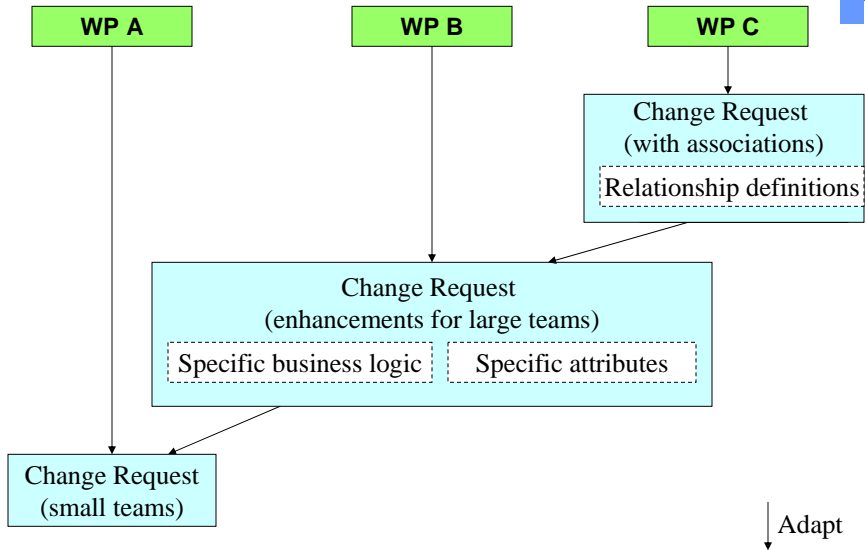 WP A
WP B
WP C
Change Request
(with associations)
Relationship definitions
Change Request
(enhancements for large teams)
Specific business logic
Specific attributes
Change Request
(small teams)
Adapt